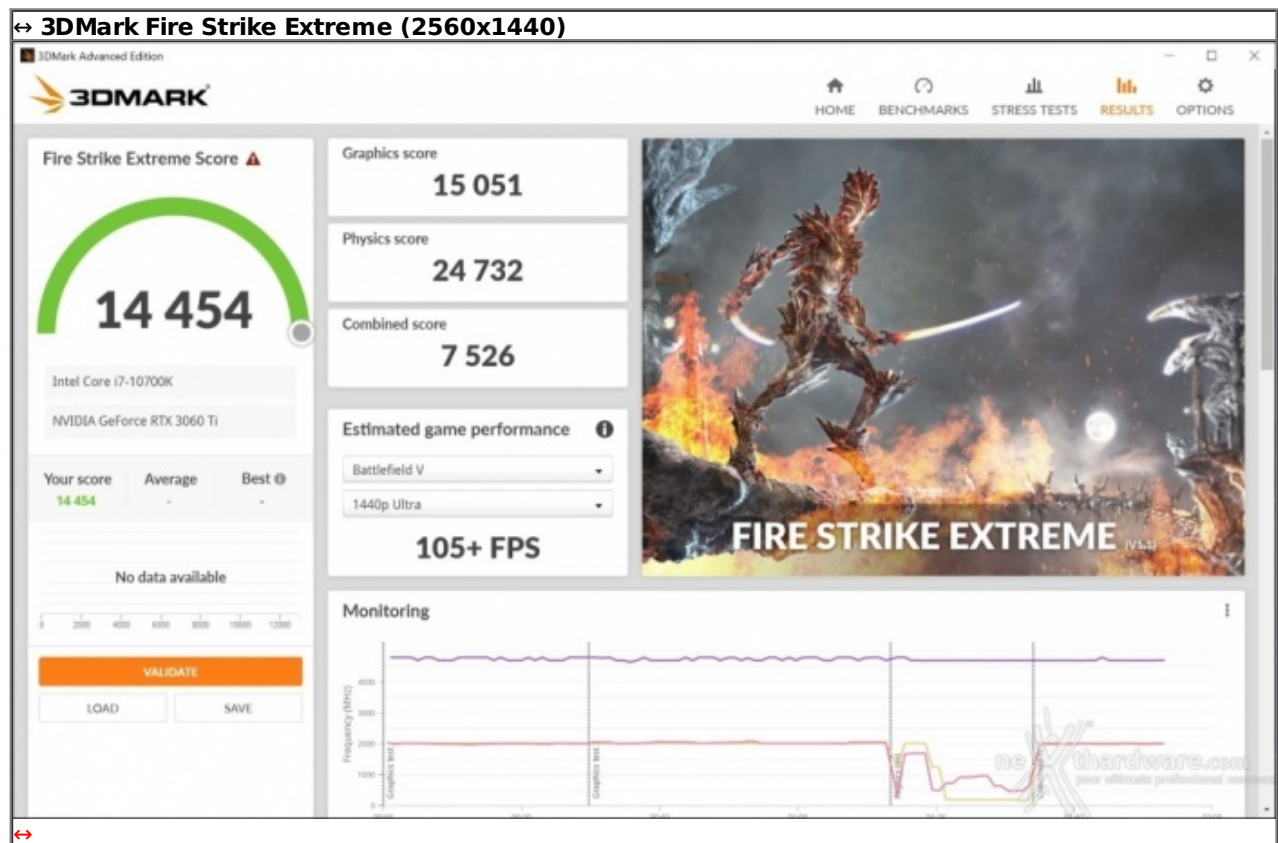 ↔ 3DMark Fire Strike Extreme (2560x1440)
3DMark Advanced Edition
3DMARK
HOME BENCHMARKS STRESS TESTS RESULTS OPTIONS
Fire Strike Extreme Score
14 454
Intel Core i7-10700K
NVIDIA GeForce RTX 3060 Ti
Your score Average Best
14 454 - -
No data available
0 2000 4000 6000 8000 10000 12000
VALIDATE
LOAD SAVE
Graphics score
15 051
Physics score
24 732
Combined score
7 526
Estimated game performance
Battlefield V
1440p Ultra
105+ FPS
FIRE STRIKE EXTREME (V1.1)
Monitoring
Frequency (MHz)
4000
3000
2000
1000
0
Graphics test
Graphics test
thardware.com
your ultimate professional
↔